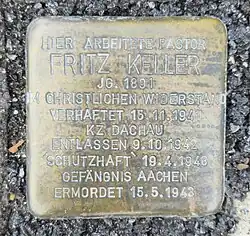 HIER ARBEITETE PASTOR
FRITZ KELLER
JG. 1891
IM CHRISTLICHEN WIDERSTAND
VERHAFTET 15.11.1941
KZ DACHAU
ENTLASSEN 9.10.1942
'SCHUTZHAFT' 19.4.1943
GEFÄNGNIS AACHEN
ERMORDET 15.5.1943